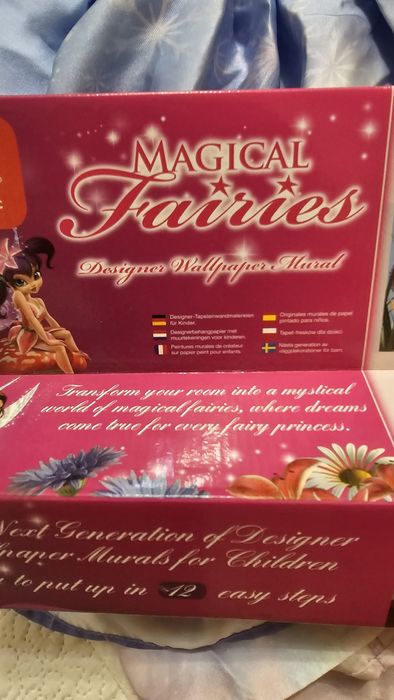 MAGICAL
Fairies
Designer Wallpaper Mural
Designer-Tapeteinwandmalereien
für Kinder.
Designerbehangpapier met
muurtekeningen voor kinderen.
Peintures murales de créateur
sur papier peint pour enfants.
Originales murales de papel
pintado para niños.
Tapet-fresków dla dzieci.
Nästa generation av
väggdekorationer för barn.
Transform your room into a mystical
world of magical fairies, where dreams
come true for every fairy princess.
Next Generation of Designer
Murals for Children
to put up in 12 easy steps